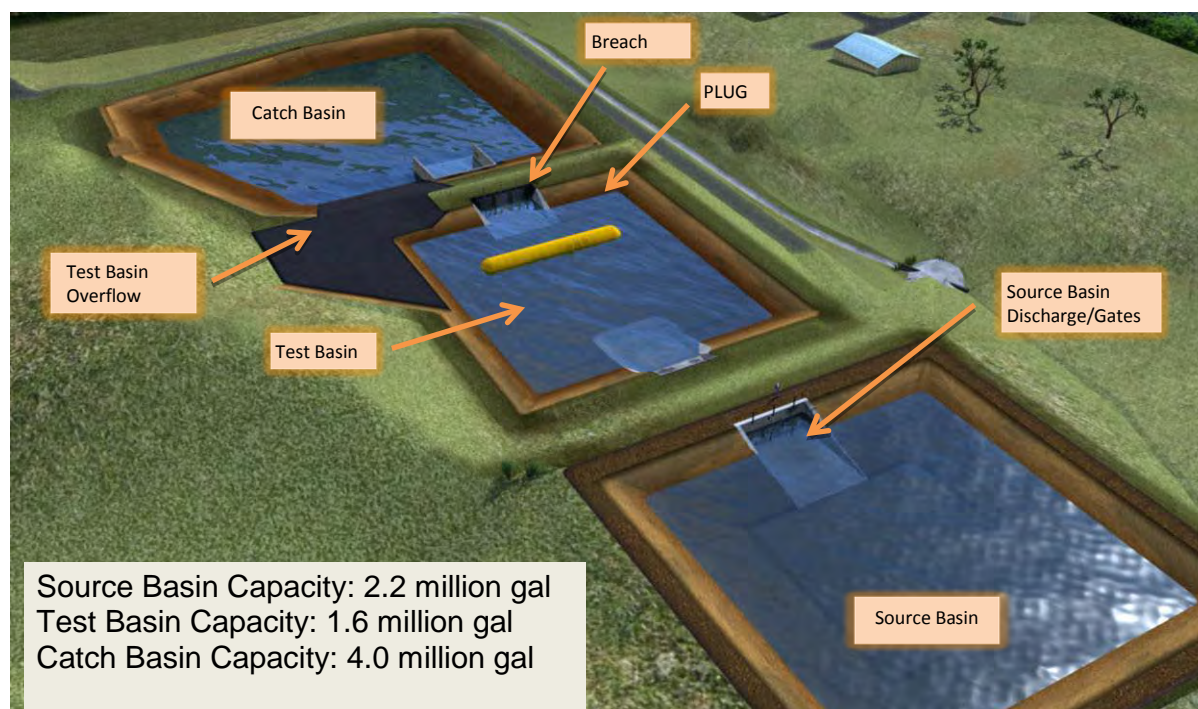 Breach
PLUG
Catch Basin
Test Basin
Overflow
Source Basin
Discharge/Gates
Test Basin
Source Basin
Source Basin Capacity: 2.2 million gal
Test Basin Capacity: 1.6 million gal
Catch Basin Capacity: 4.0 million gal